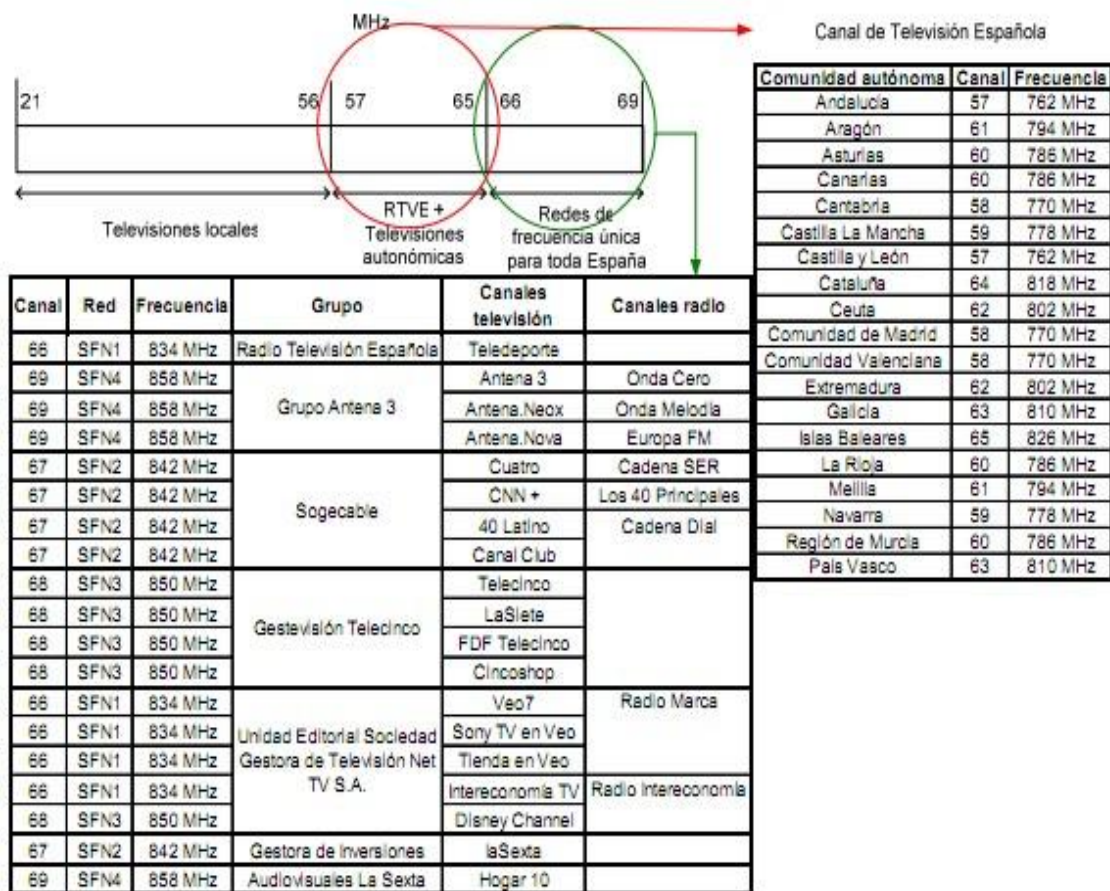 MHz
Canal de Televisión Española
21 56 57 65 66 69
Televisiones locales
RTVE +
Televisiones
autonómicas
Redes de
frecuencia única
para toda España
Comunidad autónoma Canal Frecuencia
Andalucía 57 762 MHz
Aragón 61 794 MHz
Asturias 60 786 MHz
Canarias 60 786 MHz
Cantabria 58 770 MHz
Castilla La Mancha 59 778 MHz
Castilla y León 57 762 MHz
Cataluña 64 818 MHz
Ceuta 62 802 MHz
Comunidad de Madrid 58 770 MHz
Comunidad Valenciana 58 770 MHz
Extremadura 62 802 MHz
Galicia 63 810 MHz
Islas Baleares 65 826 MHz
La Rioja 60 786 MHz
Melilla 61 794 MHz
Navarra 59 778 MHz
Región de Murcia 60 786 MHz
País Vasco 63 810 MHz
Canal Red Frecuencia Grupo Canales televisión Canales radio
66 SFN1 834 MHz Radio Televisión Española Teledeporte
69 SFN4 858 MHz Grupo Antena 3 Antena 3 Onda Cero
69 SFN4 858 MHz Antena.Neox Onda Melodía
69 SFN4 858 MHz Antena.Nova Europa FM
67 SFN2 842 MHz Sogecable Cuatro Cadena SER
67 SFN2 842 MHz CNN + Los 40 Principales
67 SFN2 842 MHz 40 Latino Cadena Dial
67 SFN2 842 MHz Canal Club
68 SFN3 850 MHz Gestevisión Telecinco Telecinco
68 SFN3 850 MHz LaSiete
68 SFN3 850 MHz FDF Telecinco
68 SFN3 850 MHz Cincoshop
66 SFN1 834 MHz Veo7 Radio Marca
66 SFN1 834 MHz Unidad Editorial Sociedad Sony TV en Veo
66 SFN1 834 MHz Gestora de Televisión Net Tienda en Veo
66 SFN1 834 MHz TV S.A. Intereconomía TV Radio Intereconomía
68 SFN3 850 MHz Disney Channel
67 SFN2 842 MHz Gestora de Inversiones laSexta
69 SFN4 858 MHz Audiovisuales La Sexta Hogar 10